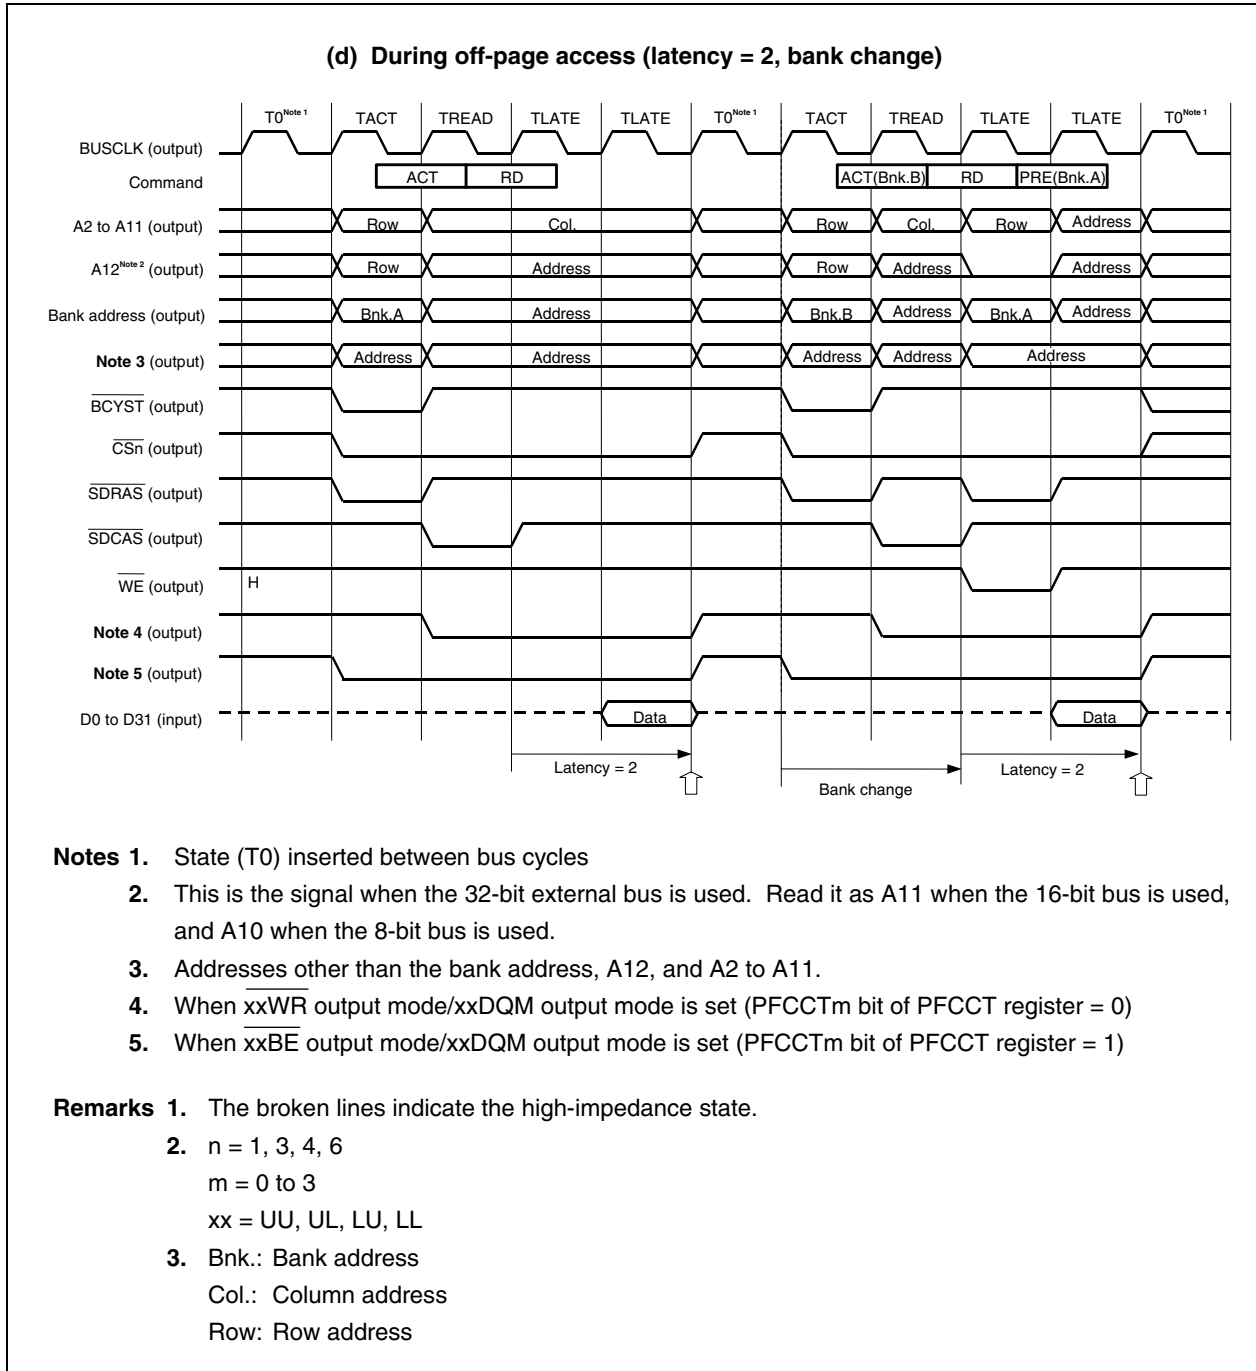 (d) During off-page access (latency = 2, bank change)
T0Note 1 TACT TREAD TLATE TLATE T0Note 1 TACT TREAD TLATE TLATE T0Note 1
BUSCLK (output)
Command ACT RD ACT(Bnk.B) RD PRE(Bnk.A)
A2 to A11 (output) Row Col. Row Col. Row Address
A12Note 2 (output) Row Address Row Address Address
Bank address (output) Bnk.A Address Bnk.B Address Bnk.A Address
Note 3 (output) Address Address Address Address Address
BCYST (output)
CSn (output)
SDRAS (output)
SDCAS (output)
WE (output) H
Note 4 (output)
Note 5 (output)
D0 to D31 (input) Data Data
Latency = 2 Bank change Latency = 2
Notes 1. State (T0) inserted between bus cycles
2. This is the signal when the 32-bit external bus is used. Read it as A11 when the 16-bit bus is used,
and A10 when the 8-bit bus is used.
3. Addresses other than the bank address, A12, and A2 to A11.
4. When xxWR output mode/xxDQM output mode is set (PFCCTm bit of PFCCT register = 0)
5. When xxBE output mode/xxDQM output mode is set (PFCCTm bit of PFCCT register = 1)
Remarks 1. The broken lines indicate the high-impedance state.
2. n = 1, 3, 4, 6
m = 0 to 3
xx = UU, UL, LU, LL
3. Bnk.: Bank address
Col.: Column address
Row: Row address